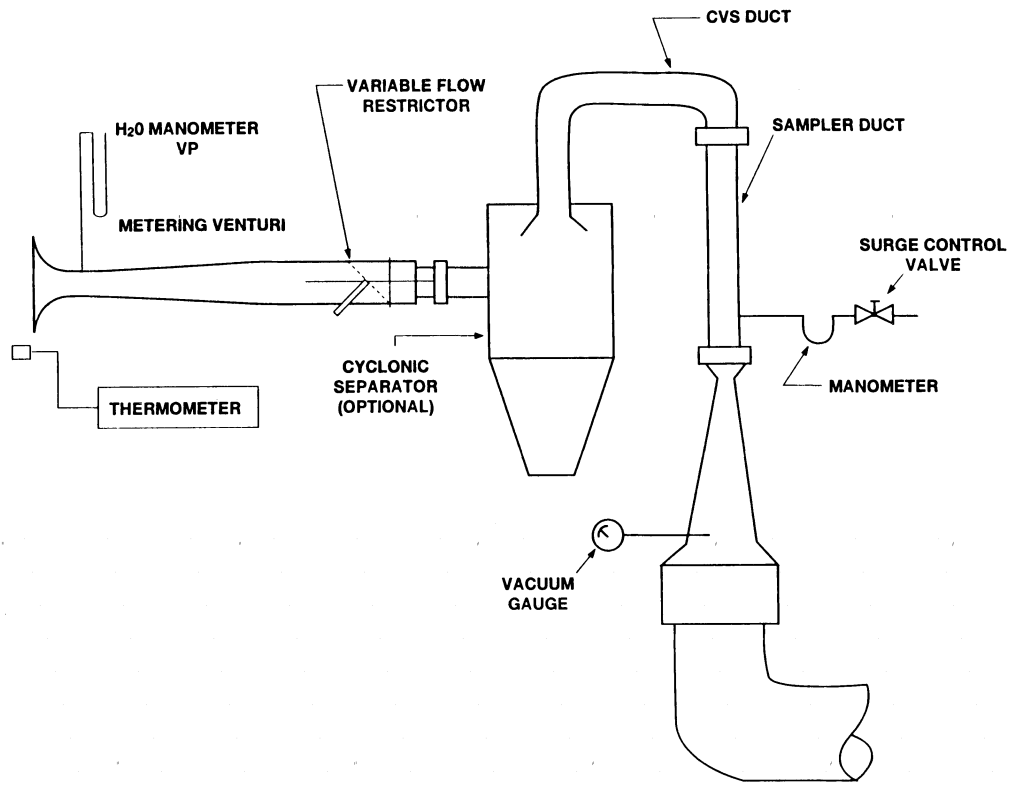 CVS DUCT
VARIABLE FLOW
RESTRICTOR
H20 MANOMETER
VP
SAMPLER DUCT
METERING VENTURI
SURGE CONTROL
VALVE
CYCLONIC
SEPARATOR
(OPTIONAL)
MANOMETER
THERMOMETER
VACUUM
GAUGE